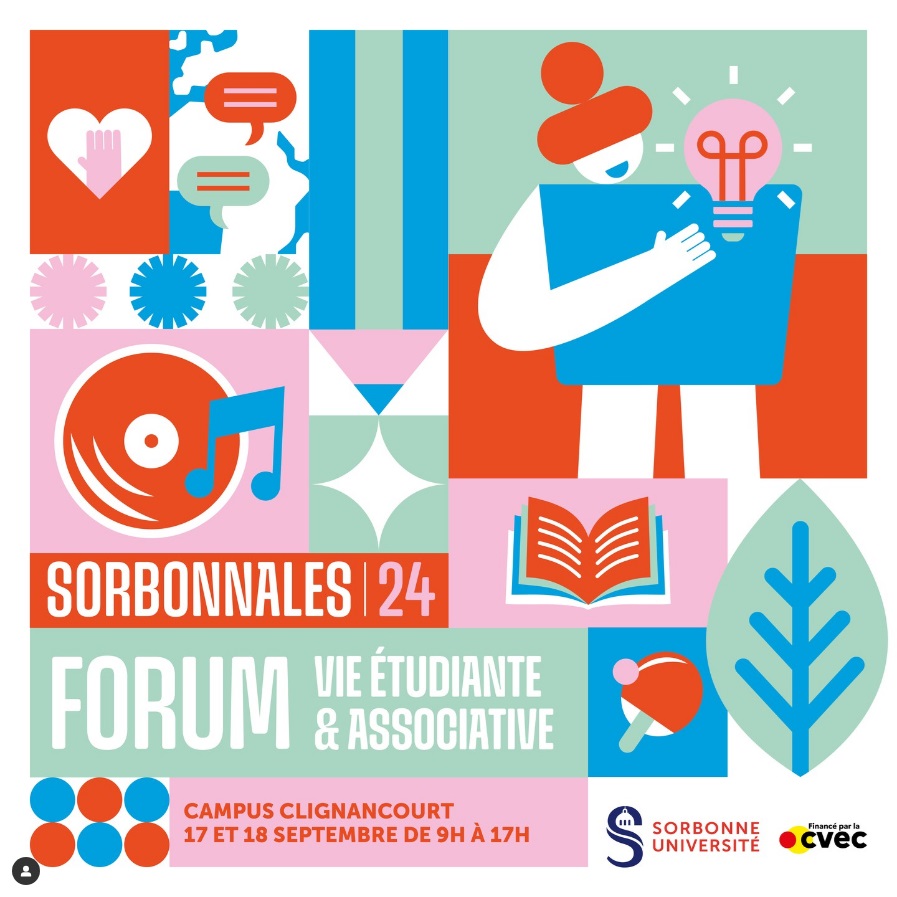 SORBONNALES | 24
FORUM
VIE ÉTUDIANTE
& ASSOCIATIVE
CAMPUS CLIGNANCOURT
17 ET 18 SEPTEMBRE DE 9H À 17H
SORBONNE
UNIVERSITÉ
Financé par la
cvec